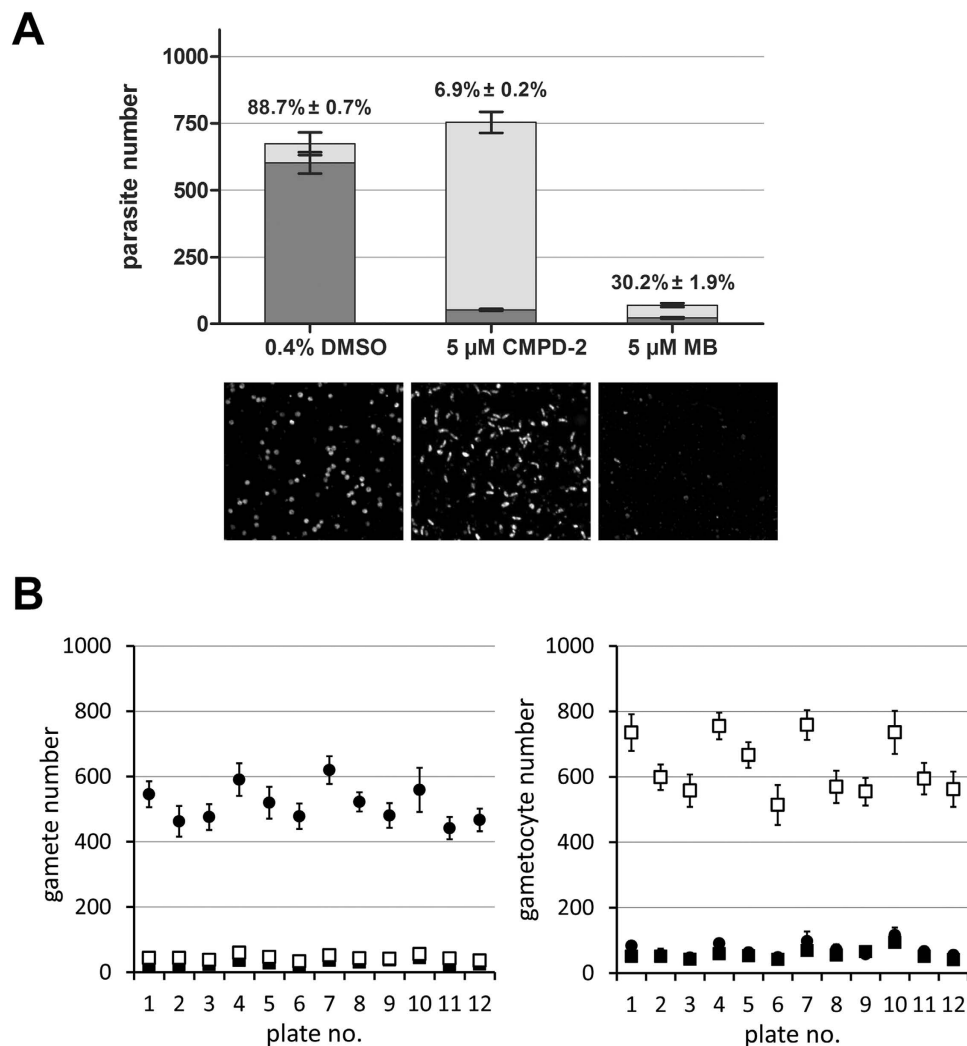 A
parasite number
1000
750
500
250
0
88.7% ± 0.7%
6.9% ± 0.2%
30.2% ± 1.9%
0.4% DMSO
5 µM CMPD-2
5 µM MB
B
gamete number
1000
800
600
400
200
0
1 2 3 4 5 6 7 8 9 10 11 12
plate no.
gametocyte number
1000
800
600
400
200
0
1 2 3 4 5 6 7 8 9 10 11 12
plate no.